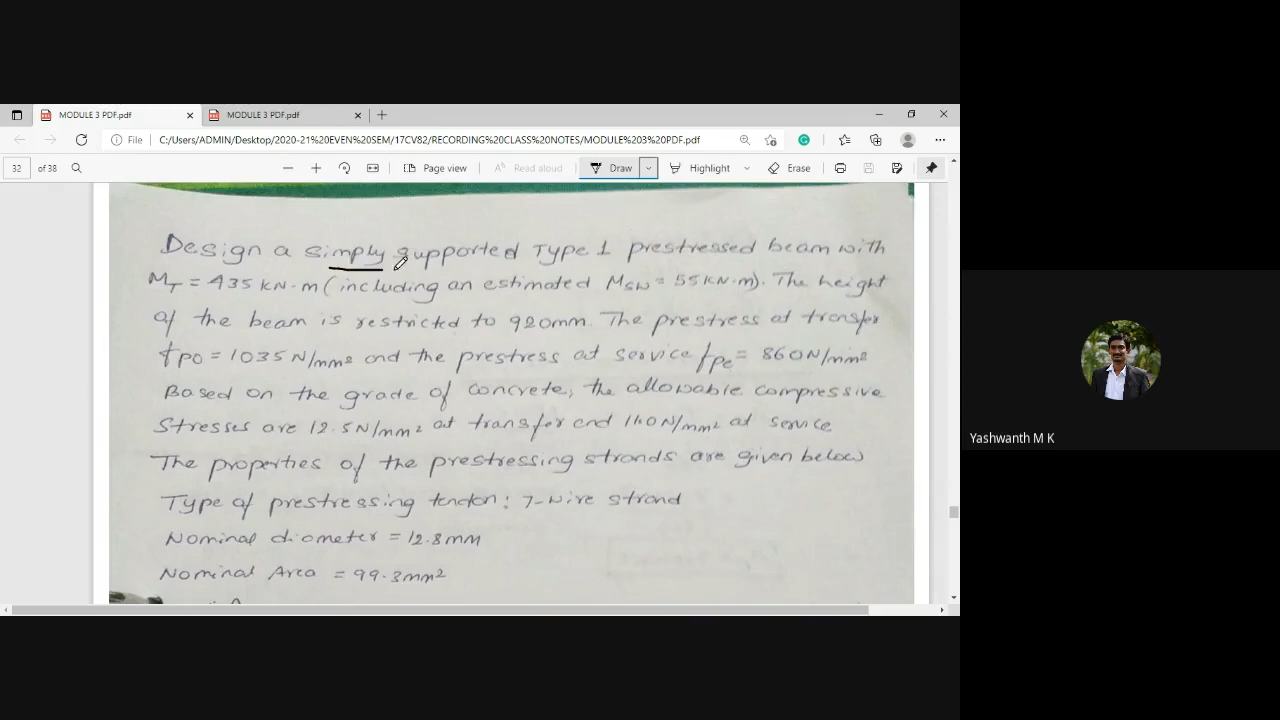 MODULE 3 PDF.pdf
MODULE 3 PDF.pdf
File
C:/Users/ADMIN/Desktop/2020-21%20EVEN%20SEM/17CV82/RECORDING%20CLASS%20NOTES/MODULE%203%20PDF.pdf
32 of 38
Page view
Read aloud
Draw
Highlight
Erase
Design a simply supported Type 1 prestressed beam with
MT = 435 KN-m (including an estimated MSW = 55 KN-m). The height
of the beam is restricted to 920mm. The prestress at transfer
fPO = 1035 N/mm² and the prestress at service fpe = 860 N/mm²
Based on the grade of concrete, the allowable compressive
Stresses are 12.5 N/mm² at transfer and 11.0 N/mm² at service
The properties of the prestressing strands are given below
Type of prestressing tendon: 7-wire strand
Nominal diameter = 12.8mm
Nominal Area = 99.3mm²
Yashwanth M K